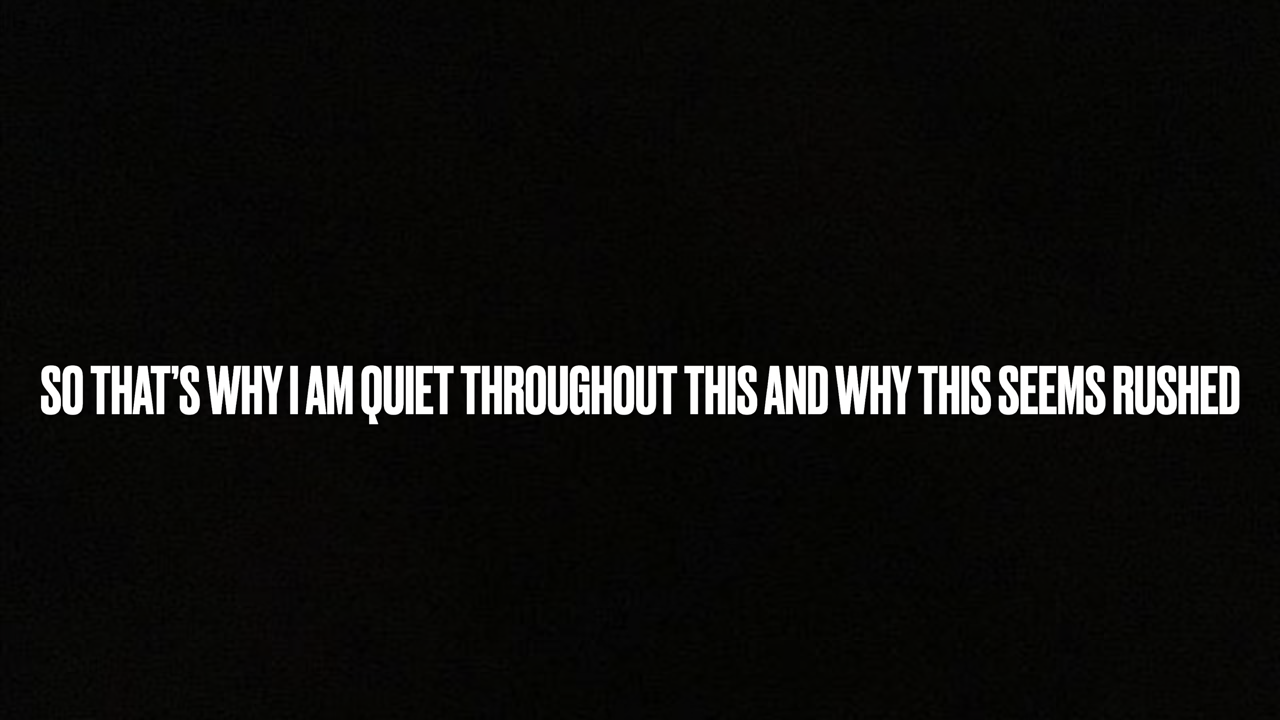 SO THAT’S WHY I AM QUIET THROUGHOUT THIS AND WHY THIS SEEMS RUSHED